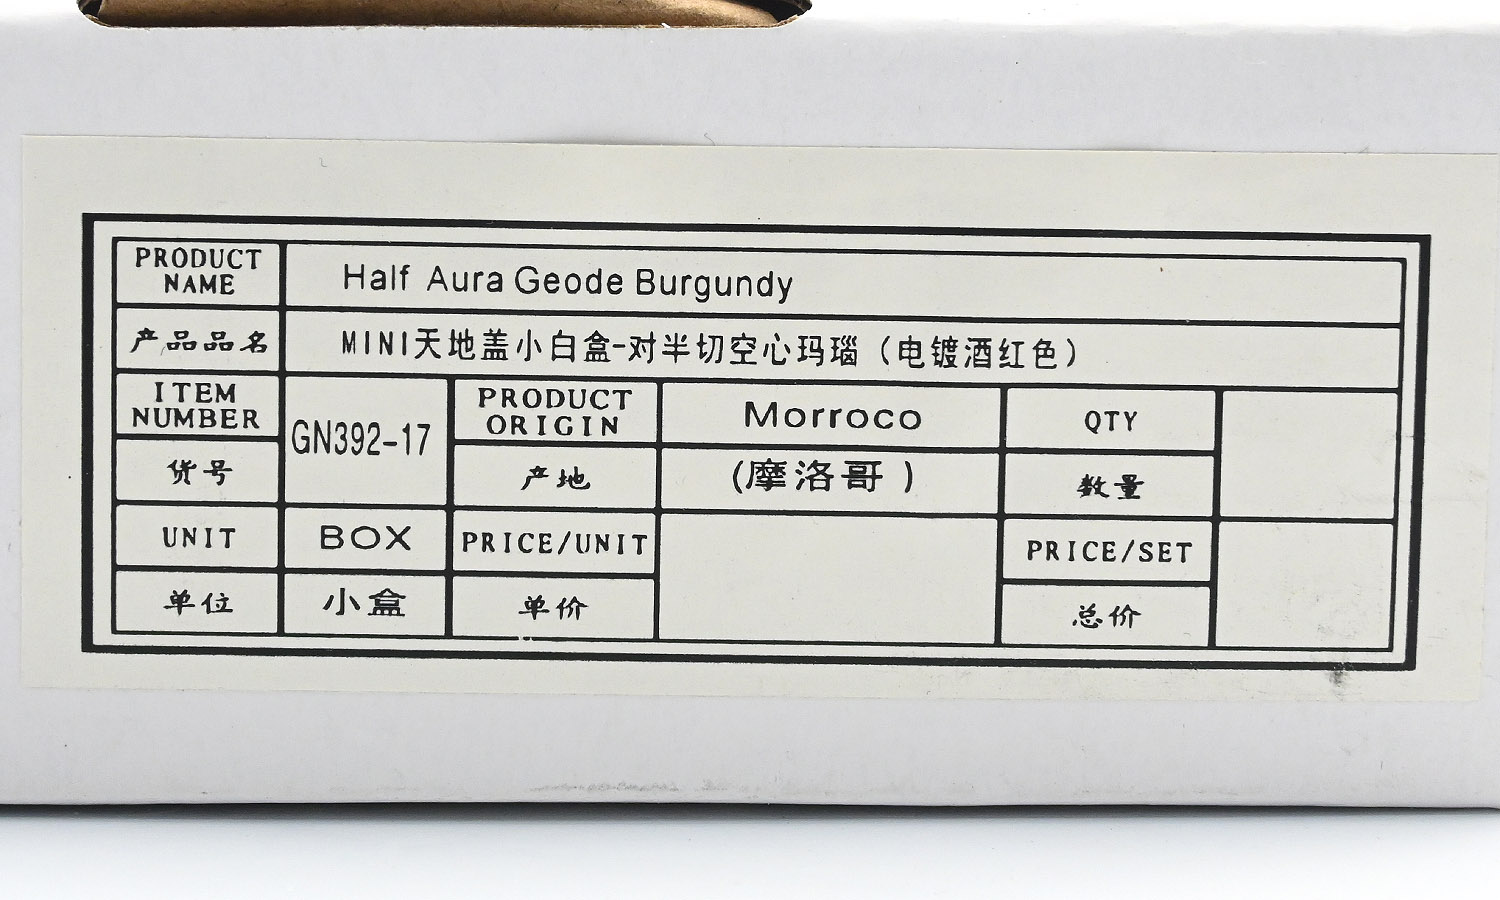 PRODUCT
NAME
Half Aura Geode Burgundy
产品品名
MINI天地盖小白盒-对半切空心玛瑙（电镀酒红色）
ITEM
NUMBER
GN392-17
PRODUCT
ORIGIN
Morroco
QTY
货号
产地
(摩洛哥)
数量
UNIT
BOX
PRICE/UNIT
PRICE/SET
单位
小盒
单价
总价